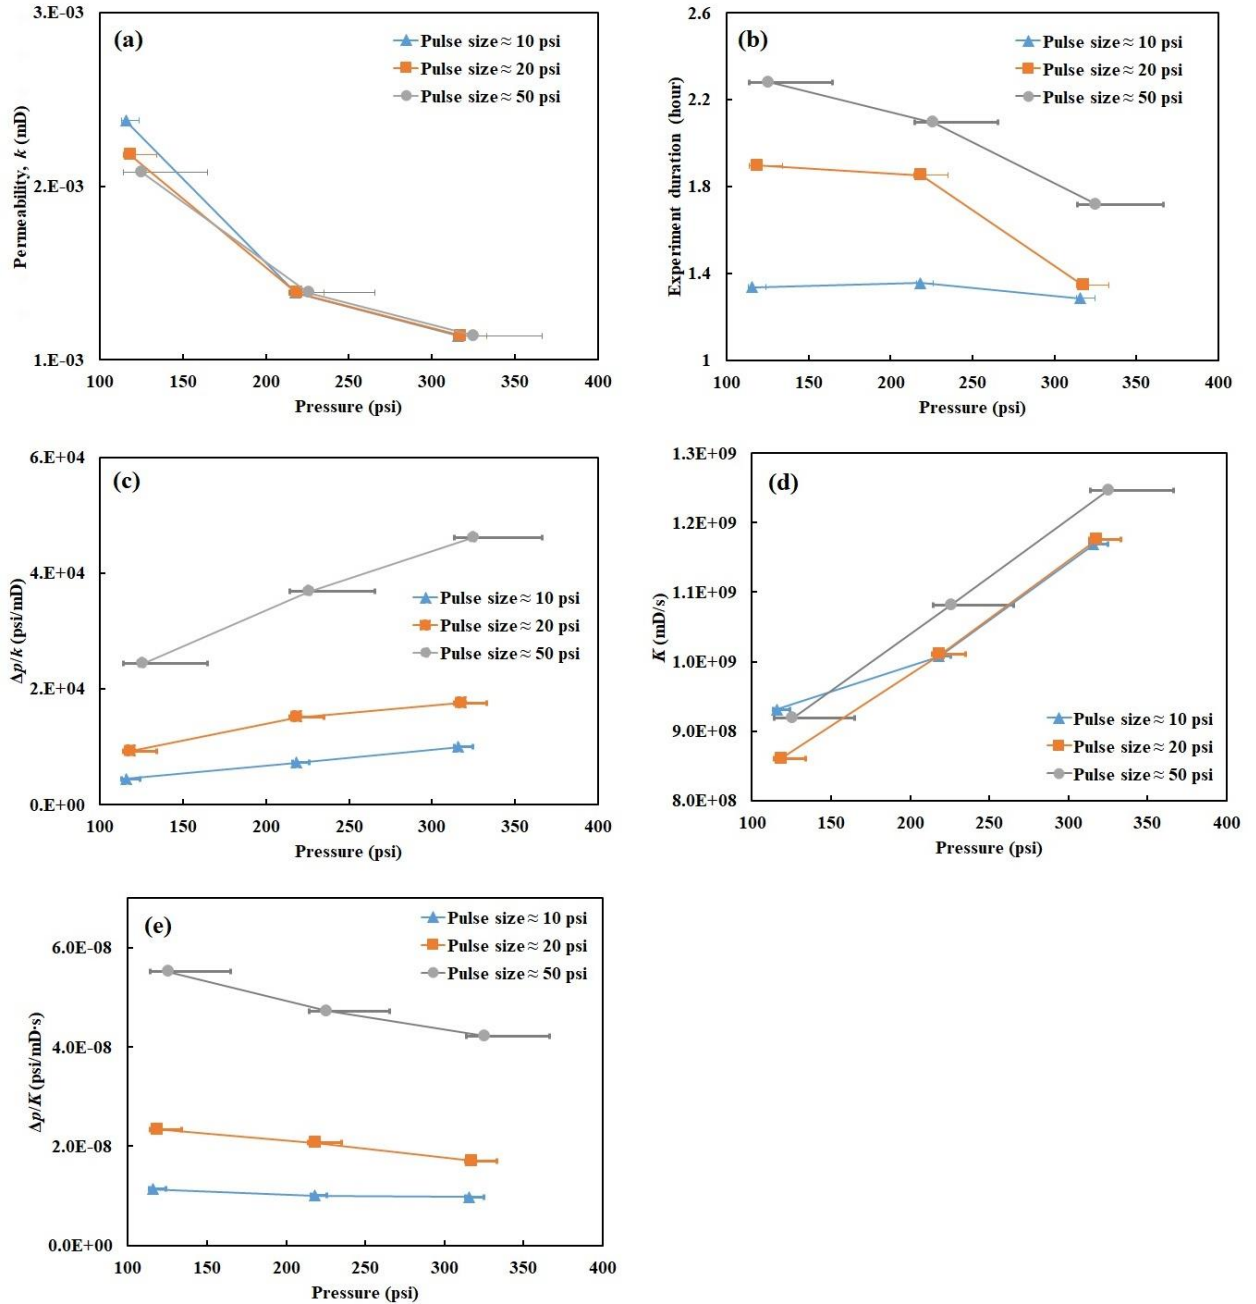 (a)
3.E-03
2.E-03
1.E-03
Permeability, k (mD)
Pulse size ≈ 10 psi
Pulse size ≈ 20 psi
Pulse size ≈ 50 psi
100 150 200 250 300 350 400
Pressure (psi)
(b)
2.6
2.2
1.8
1.4
1
Experiment duration (hour)
Pulse size ≈ 10 psi
Pulse size ≈ 20 psi
Pulse size ≈ 50 psi
100 150 200 250 300 350 400
Pressure (psi)
(c)
6.E+04
4.E+04
2.E+04
0.E+00
Δp/k (psi/mD)
Pulse size ≈ 10 psi
Pulse size ≈ 20 psi
Pulse size ≈ 50 psi
100 150 200 250 300 350 400
Pressure (psi)
(d)
1.3E+09
1.2E+09
1.1E+09
1.0E+09
9.0E+08
8.0E+08
K (mD/s)
Pulse size ≈ 10 psi
Pulse size ≈ 20 psi
Pulse size ≈ 50 psi
100 150 200 250 300 350 400
Pressure (psi)
(e)
6.0E-08
4.0E-08
2.0E-08
0.0E+00
Δp/K (psi/mD·s)
Pulse size ≈ 10 psi
Pulse size ≈ 20 psi
Pulse size ≈ 50 psi
100 150 200 250 300 350 400
Pressure (psi)